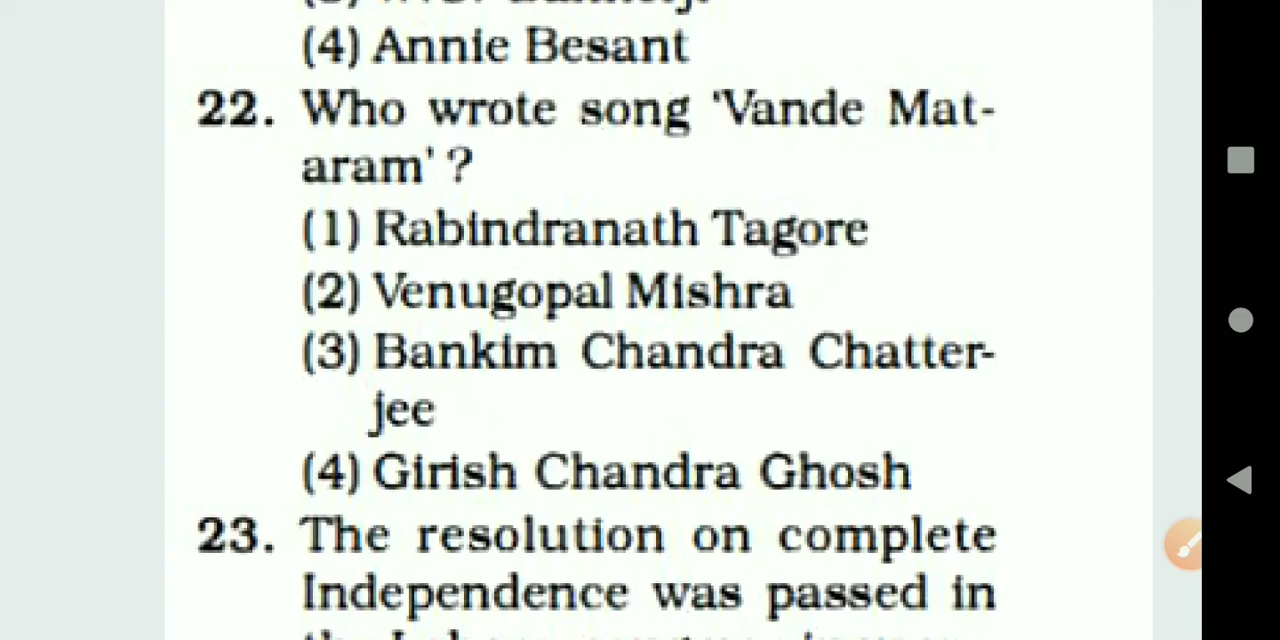 (4) Annie Besant
22. Who wrote song 'Vande Mat-
aram' ?
(1) Rabindranath Tagore
(2) Venugopal Mishra
(3) Bankim Chandra Chatter-
jee
(4) Girish Chandra Ghosh
23. The resolution on complete
Independence was passed in